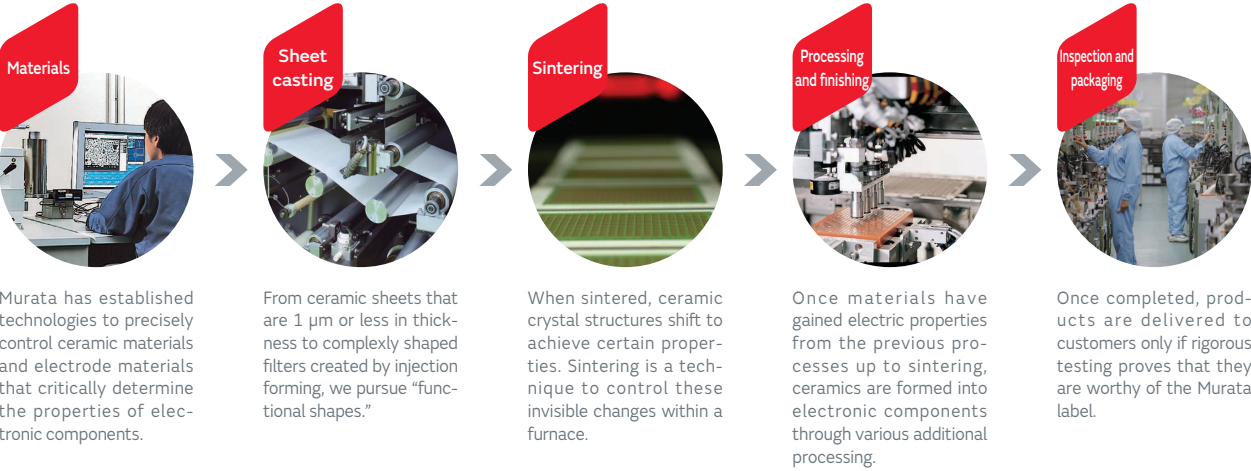 Materials
Sheet
casting
Sintering
Processing
and finishing
Inspection and
packaging
Murata has established
technologies to precisely
control ceramic materials
and electrode materials
that critically determine
the properties of elec-
tronic components.
From ceramic sheets that
are 1 μm or less in thick-
ness to complexly shaped
filters created by injection
forming, we pursue “func-
tional shapes.”
When sintered, ceramic
crystal structures shift to
achieve certain proper-
ties. Sintering is a tech-
nique to control these
invisible changes within a
furnace.
Once materials have
gained electric properties
from the previous pro-
cesses up to sintering,
ceramics are formed into
electronic components
through various additional
processing.
Once completed, prod-
ucts are delivered to
customers only if rigorous
testing proves that they
are worthy of the Murata
label.